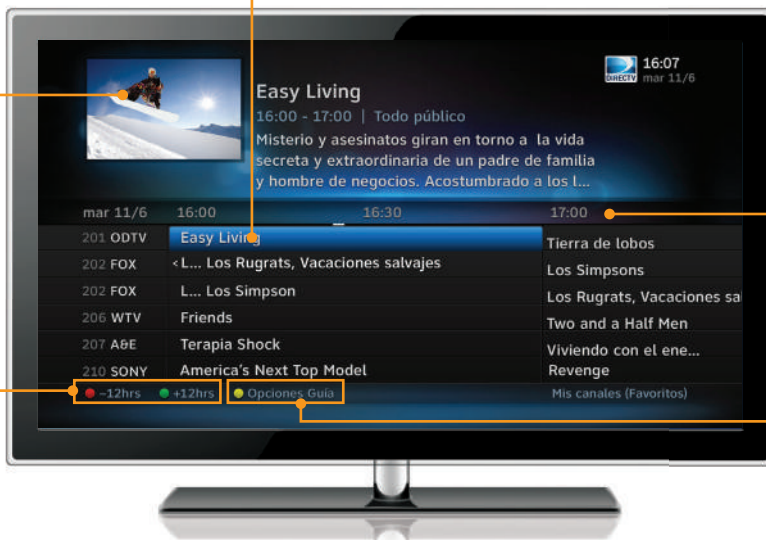 Easy Living
16:00 - 17:00 | Todo público
Misterio y asesinatos giran en torno a la vida
secreta y extraordinaria de un padre de familia
y hombre de negocios. Acostumbrado a los l...
DIRECTV
16:07
mar 11/6
mar 11/6 16:00 16:30 17:00
201 ODTV Easy Living Tierra de lobos
202 FOX <L... Los Rugrats, Vacaciones salvajes Los Simpsons
202 FOX L... Los Simpson Los Rugrats, Vacaciones sal
206 WTV Friends Two and a Half Men
207 A&E Terapia Shock Viviendo con el ene...
210 SONY America's Next Top Model Revenge
-12hrs +12hrs Opciones Guía Mis canales (Favoritos)